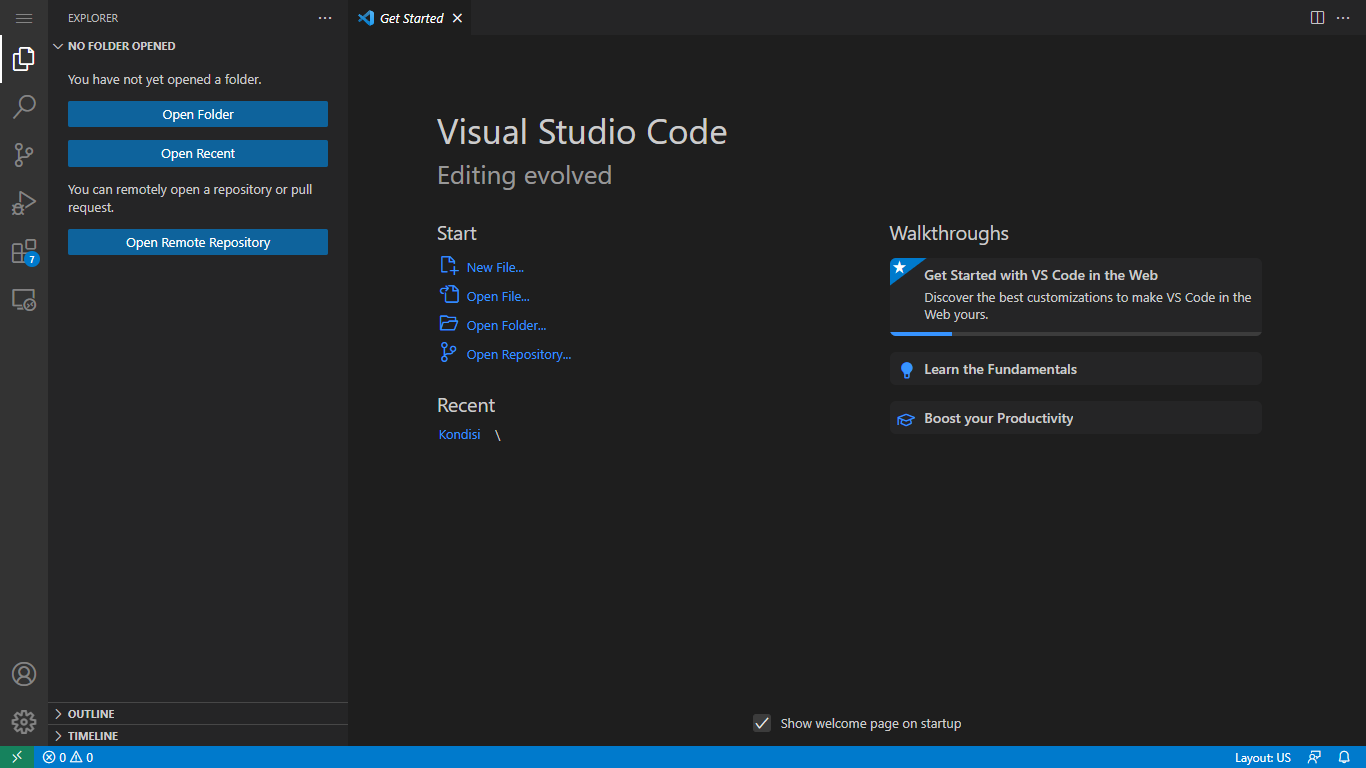 EXPLORER
NO FOLDER OPENED
You have not yet opened a folder.
Open Folder
Open Recent
You can remotely open a repository or pull
request.
Open Remote Repository
7
OUTLINE
TIMELINE
Get Started
Visual Studio Code
Editing evolved
Start
New File...
Open File...
Open Folder...
Open Repository...
Recent
Kondisi \
Walkthroughs
Get Started with VS Code in the Web
Discover the best customizations to make VS Code in the
Web yours.
Learn the Fundamentals
Boost your Productivity
Show welcome page on startup
0 0
Layout: US